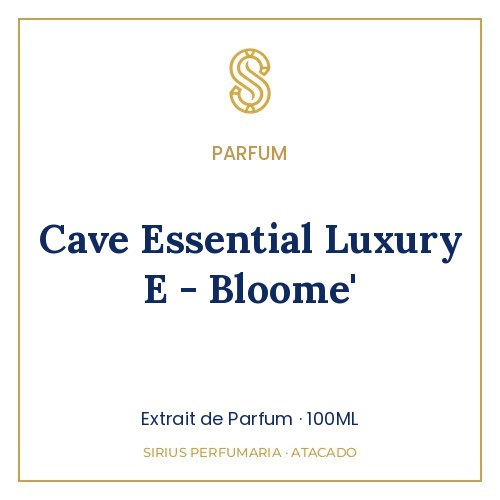 PARFUM
Cave Essential Luxury
E - Bloome'
Extrait de Parfum · 100ML
SIRIUS PERFUMARIA · ATACADO